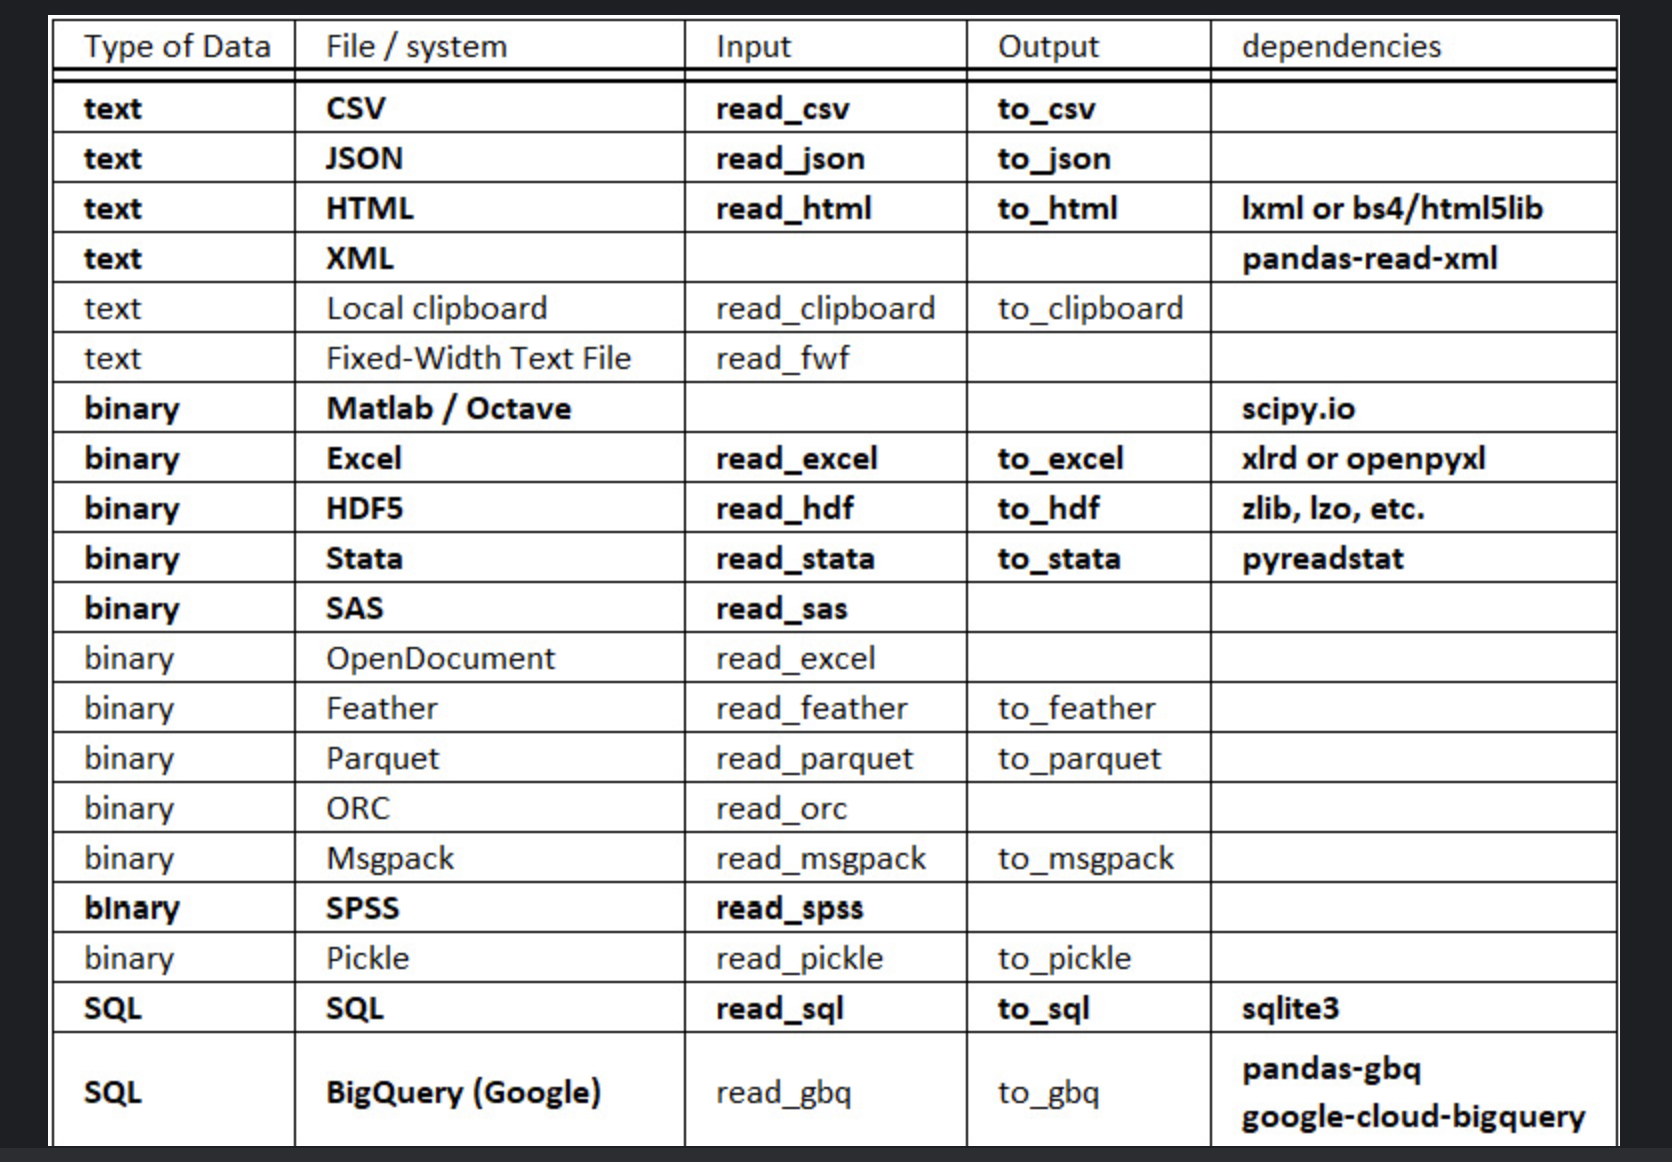 Type of Data File / system Input Output dependencies
text CSV read_csv to_csv
text JSON read_json to_json
text HTML read_html to_html lxml or bs4/html5lib
text XML pandas-read-xml
text Local clipboard read_clipboard to_clipboard
text Fixed-Width Text File read_fwf
binary Matlab / Octave scipy.io
binary Excel read_excel to_excel xlrd or openpyxl
binary HDF5 read_hdf to_hdf zlib, lzo, etc.
binary Stata read_stata to_stata pyreadstat
binary SAS read_sas
binary OpenDocument read_excel
binary Feather read_feather to_feather
binary Parquet read_parquet to_parquet
binary ORC read_orc
binary Msgpack read_msgpack to_msgpack
binary SPSS read_spss
binary Pickle read_pickle to_pickle
SQL SQL read_sql to_sql sqlite3
SQL BigQuery (Google) read_gbq to_gbq pandas-gbq
google-cloud-bigquery